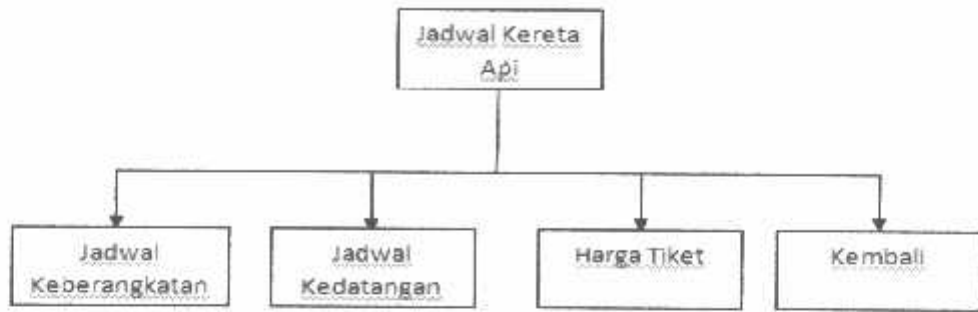 Jadwal Kereta
Api
Jadwal
Keberangkatan
Jadwal
Kedatangan
Harga Tiket
Kembali